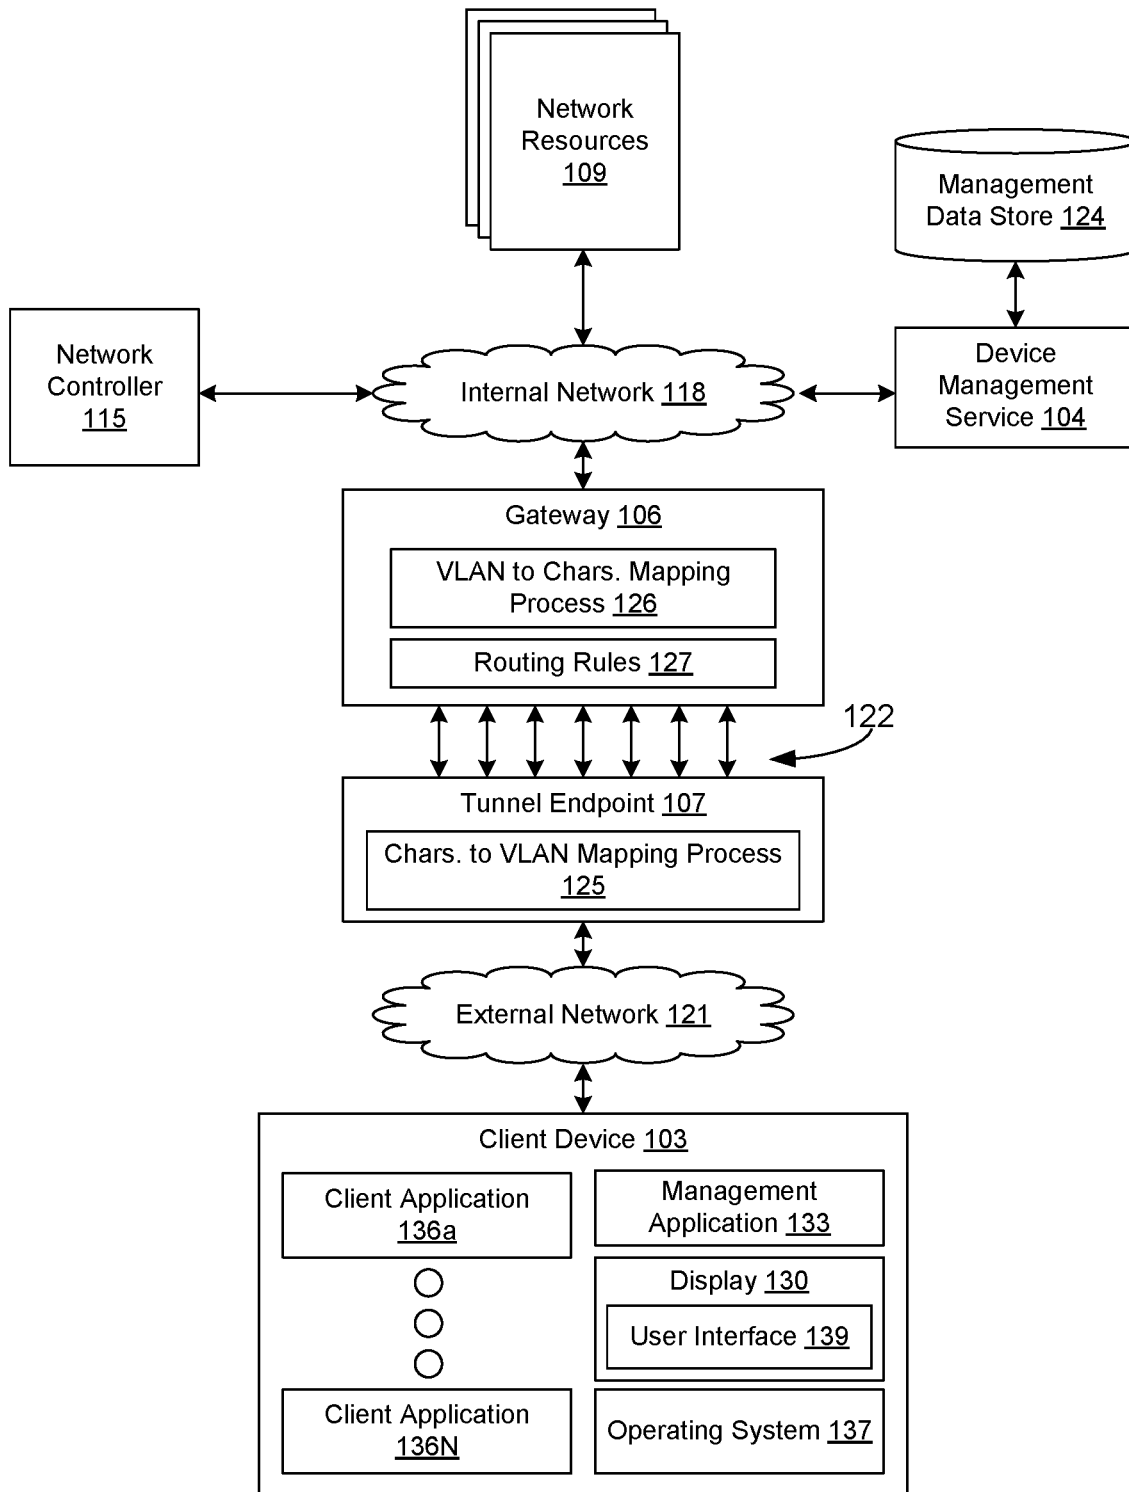 Network
Resources
109
Management
Data Store 124
Network
Controller
115
Internal Network 118
Device
Management
Service 104
Gateway 106
VLAN to Chars. Mapping
Process 126
Routing Rules 127
122
Tunnel Endpoint 107
Chars. to VLAN Mapping Process
125
External Network 121
Client Device 103
Client Application
136a
Management
Application 133
Display 130
User Interface 139
Client Application
136N
Operating System 137